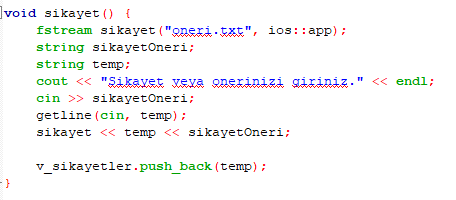 void sikayet() {
fstream sikayet("oneri.txt", ios::app);
string sikayetOneri;
string temp;
cout << "Sikayet veya onerinizi giriniz." << endl;
cin >> sikayetOneri;
getline(cin, temp);
sikayet << temp << sikayetOneri;
v_sikayetler.push_back(temp);
}